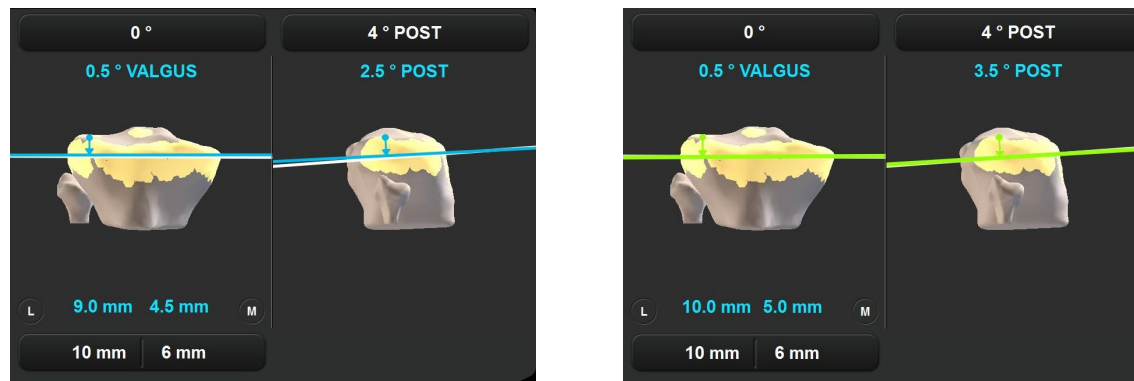 0 ° 4 ° POST
0.5 ° VALGUS 2.5 ° POST
L 9.0 mm 4.5 mm M
10 mm 6 mm
0 ° 4 ° POST
0.5 ° VALGUS 3.5 ° POST
L 10.0 mm 5.0 mm M
10 mm 6 mm